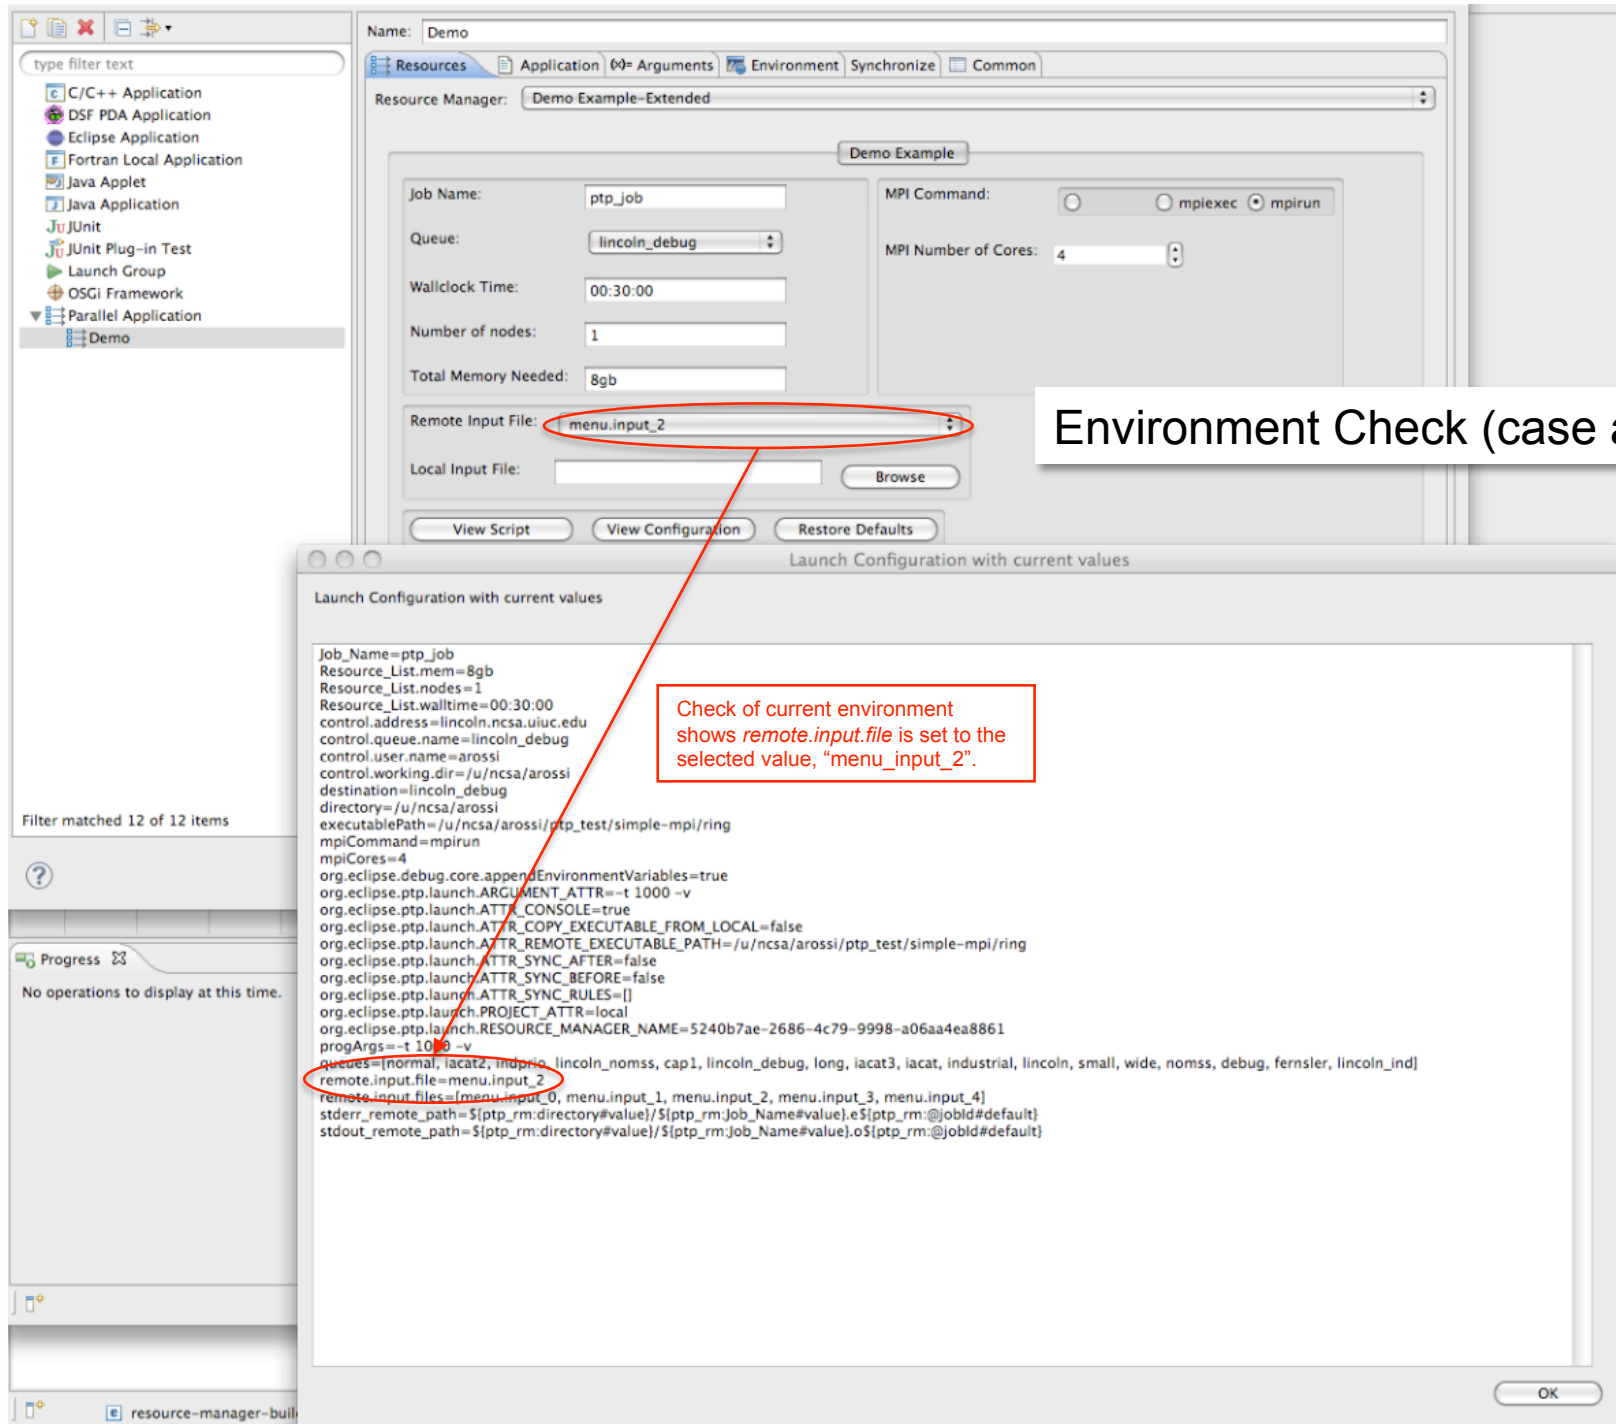 Name: Demo
type filter text
C/C++ Application
DSF PDA Application
Eclipse Application
Fortran Local Application
Java Applet
Java Application
JUnit
JUnit Plug-in Test
Launch Group
OSGi Framework
Parallel Application
Demo
Filter matched 12 of 12 items
Resources Application (x)= Arguments Environment Synchronize Common
Resource Manager: Demo Example-Extended
Demo Example
Job Name: ptp_job
Queue: lincoln_debug
Wallclock Time: 00:30:00
Number of nodes: 1
Total Memory Needed: 8gb
MPI Command: mpiexec mpirun
MPI Number of Cores: 4
Remote Input File: menu.input_2
Local Input File: Browse
View Script View Configuration Restore Defaults
Environment Check (case
Launch Configuration with current values
Launch Configuration with current values
Job_Name=ptp_job
Resource_List.mem=8gb
Resource_List.nodes=1
Resource_List.walltime=00:30:00
control.address=lincoln.ncsa.uiuc.edu
control.queue.name=lincoln_debug
control.user.name=arossi
control.working.dir=/u/ncsa/arossi
destination=lincoln_debug
directory=/u/ncsa/arossi
executablePath=/u/ncsa/arossi/ptp_test/simple-mpi/ring
mpiCommand=mpirun
mpiCores=4
org.eclipse.debug.core.appendEnvironmentVariables=true
org.eclipse.ptp.launch.ARGUMENT_ATTR=-t 1000 -v
org.eclipse.ptp.launch.ATTR_CONSOLE=true
org.eclipse.ptp.launch.ATTR_COPY_EXECUTABLE_FROM_LOCAL=false
org.eclipse.ptp.launch.ATTR_REMOTE_EXECUTABLE_PATH=/u/ncsa/arossi/ptp_test/simple-mpi/ring
org.eclipse.ptp.launch.ATTR_SYNC_AFTER=false
org.eclipse.ptp.launch.ATTR_SYNC_BEFORE=false
org.eclipse.ptp.launch.ATTR_SYNC_RULES=[]
org.eclipse.ptp.launch.PROJECT_ATTR=local
org.eclipse.ptp.launch.RESOURCE_MANAGER_NAME=5240b7ae-2686-4c79-9998-a06aa4ea8861
progArgs=-t 1000 -v
queues=[normal, iacat2, indprio, lincoln_nomss, cap1, lincoln_debug, long, iacat3, iacat, industrial, lincoln, small, wide, nomss, debug, fernsler, lincoln_ind]
remote.input.file=menu.input_2
remote.input.files=[menu.input_0, menu.input_1, menu.input_2, menu.input_3, menu.input_4]
stderr_remote_path=${ptp_rm:directory#value}/${ptp_rm:Job_Name#value}.e${ptp_rm:@jobId#default}
stdout_remote_path=${ptp_rm:directory#value}/${ptp_rm:Job_Name#value}.o${ptp_rm:@jobId#default}
Check of current environment
shows remote.input.file is set to the
selected value, “menu_input_2”.
OK
Progress
No operations to display at this time.
resource-manager-buil